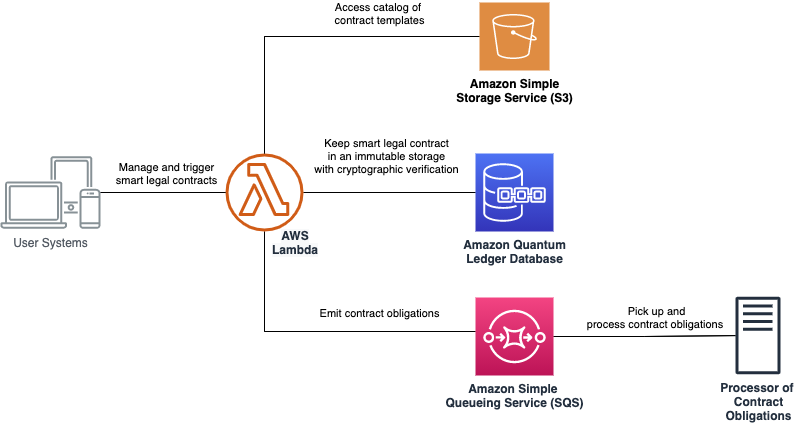 Access catalog of
contract templates
Amazon Simple
Storage Service (S3)
Keep smart legal contract
in an immutable storage
with cryptographic verification
Manage and trigger
smart legal contracts
User Systems
AWS
Lambda
Amazon Quantum
Ledger Database
Emit contract obligations
Pick up and
process contract obligations
Amazon Simple
Queueing Service (SQS)
Processor of
Contract
Obligations